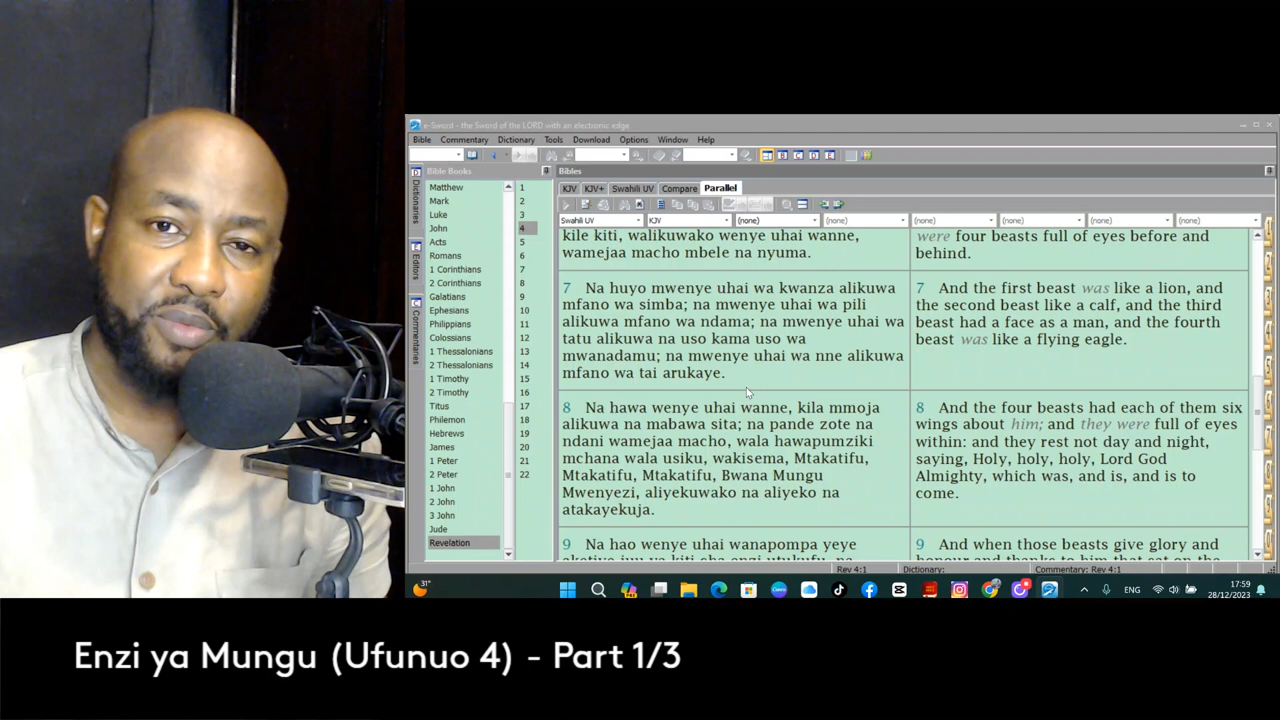 e-Sword - the Sword of the LORD with an electronic edge
Bible Commentary Dictionary Tools Download Options Window Help
Bible Books
Bibles
KJV KJV+ Swahili UV Compare Parallel
Swahili UV KJV (none) (none) (none) (none) (none)
Dictionaries
Editors
Commentaries
Matthew 1
Mark 2
Luke 3
John 4
Acts 5
Romans 6
1 Corinthians 7
2 Corinthians 8
Galatians 9
Ephesians 10
Philippians 11
Colossians 12
1 Thessalonians 13
2 Thessalonians 14
1 Timothy 15
2 Timothy 16
Titus 17
Philemon 18
Hebrews 19
James 20
1 Peter 21
2 Peter 22
1 John
2 John
3 John
Jude
Revelation
kile kiti, walikuwako wenye uhai wanne,
wamejaa macho mbele na nyuma.
7 Na huyo mwenye uhai wa kwanza alikuwa
mfano wa simba; na mwenye uhai wa pili
alikuwa mfano wa ndama; na mwenye uhai wa
tatu alikuwa na uso kama uso wa
mwanadamu; na mwenye uhai wa nne alikuwa
mfano wa tai arukaye.
8 Na hawa wenye uhai wanne, kila mmoja
alikuwa na mabawa sita; na pande zote na
ndani wamejaa macho, wala hawapumziki
mchana wala usiku, wakisema, Mtakatifu,
Mtakatifu, Mtakatifu, Bwana Mungu
Mwenyezi, aliyekuwako na aliyeko na
atakayekuja.
9 Na hao wenye uhai wanapompa yeye
were four beasts full of eyes before and
behind.
7 And the first beast was like a lion, and
the second beast like a calf, and the third
beast had a face as a man, and the fourth
beast was like a flying eagle.
8 And the four beasts had each of them six
wings about him; and they were full of eyes
within: and they rest not day and night,
saying, Holy, holy, holy, Lord God
Almighty, which was, and is, and is to
come.
9 And when those beasts give glory and
Rev 4:1 Dictionary: Commentary: Rev 4:1
31°
ENG
17:59
28/12/2023
Enzi ya Mungu (Ufunuo 4) - Part 1/3